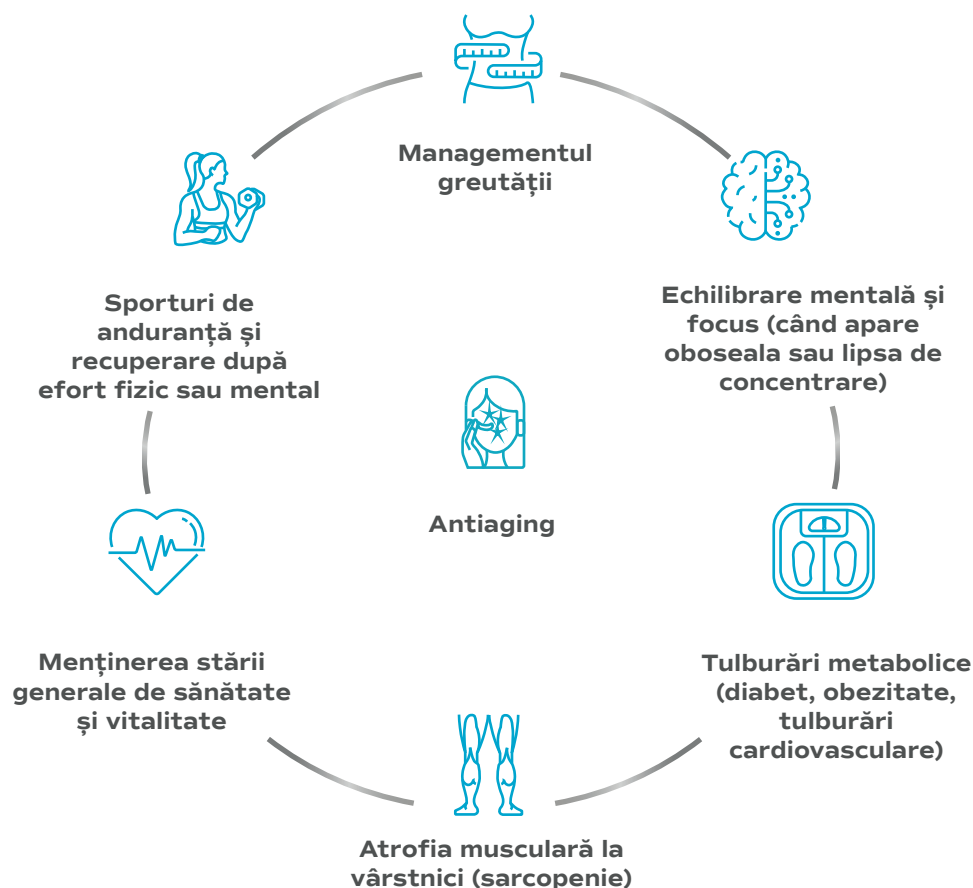 Managementul
greutății
Echilibrare mentală și
focus (când apare
oboseala sau lipsa de
concentrare)
Sporturi de
anduranță și
recuperare după
efort fizic sau mental
Antiaging
Menținerea stării
generale de sănătate
și vitalitate
Tulburări metabolice
(diabet, obezitate,
tulburări
cardiovasculare)
Atrofia musculară la
vârstnici (sarcopenie)